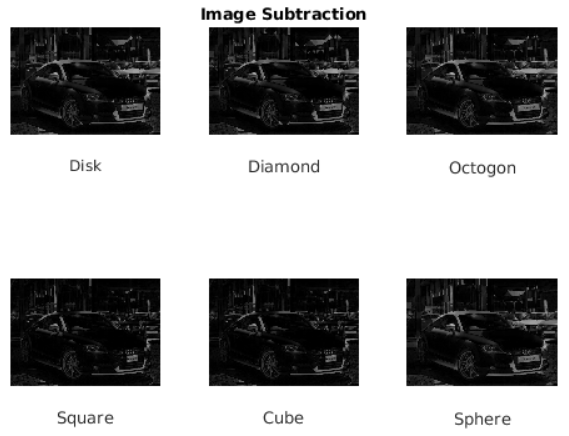 Image Subtraction
Disk
Diamond
Octogon
Square
Cube
Sphere